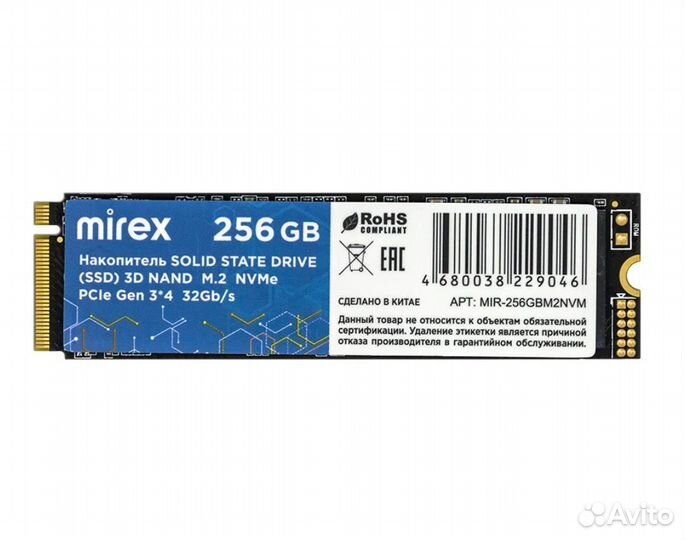 mirex 256 GB
Накопитель SOLID STATE DRIVE
(SSD) 3D NAND M.2 NVMe
PCIe Gen 3*4 32Gb/s
RoHS
COMPLIANT
EAC
4 680038 229046
СДЕЛАНО В КИТАЕ АРТ: MIR-256GBM2NVM
Данный товар не относится к объектам обязательной
сертификации. Удаление этикетки является причиной
отказа производителя в гарантийном обслуживании.
ROW
Avito